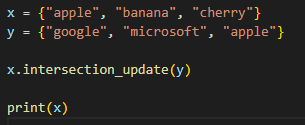 x = {"apple", "banana", "cherry"}
y = {"google", "microsoft", "apple"}
x.intersection_update(y)
print(x)